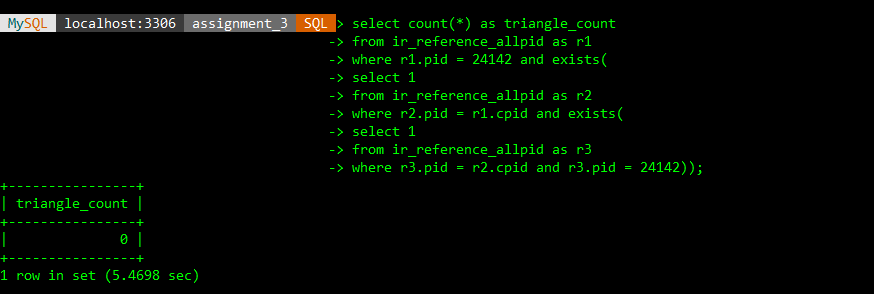 MySQL localhost:3306 assignment_3 SQL > select count(*) as triangle_count
-> from ir_reference_allpid as r1
-> where r1.pid = 24142 and exists(
-> select 1
-> from ir_reference_allpid as r2
-> where r2.pid = r1.cpid and exists(
-> select 1
-> from ir_reference_allpid as r3
-> where r3.pid = r2.cpid and r3.pid = 24142));
+----------------+
| triangle_count |
+----------------+
| 0 |
+----------------+
1 row in set (5.4698 sec)